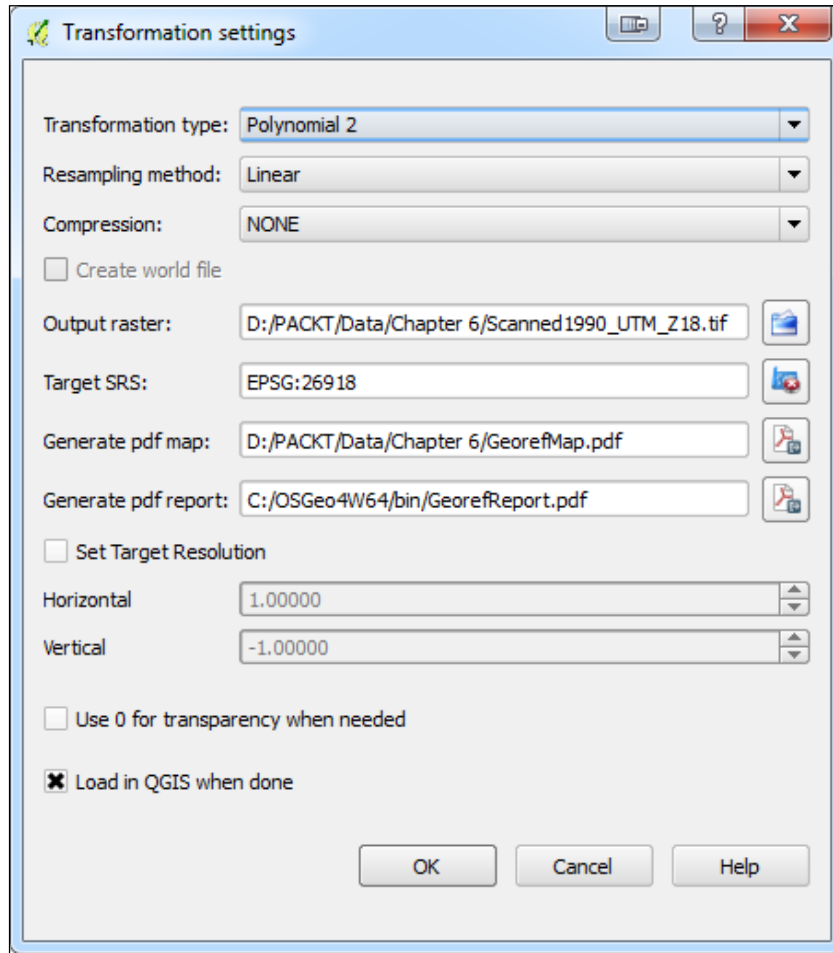 Transformation settings
Transformation type: Polynomial 2
Resampling method: Linear
Compression: NONE
Create world file
Output raster: D:/PACKT/Data/Chapter 6/Scanned1990_UTM_Z18.tif
Target SRS: EPSG:26918
Generate pdf map: D:/PACKT/Data/Chapter 6/GeorefMap.pdf
Generate pdf report: C:/OSGeo4W64/bin/GeorefReport.pdf
Set Target Resolution
Horizontal 1.00000
Vertical -1.00000
Use 0 for transparency when needed
Load in QGIS when done
OK Cancel Help